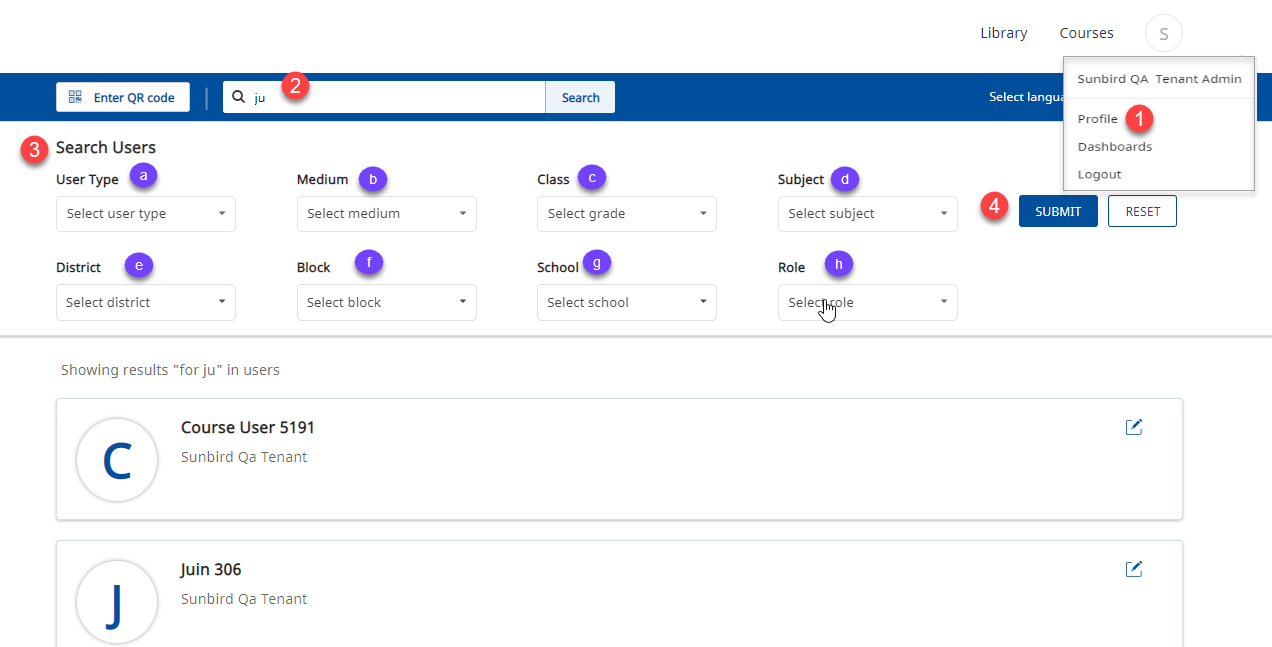 Library Courses S
Sunbird QA Tenant Admin
Profile 1
Dashboards
Logout
Enter QR code ju 2 Search Select langua
3 Search Users
User Type a Medium b Class c Subject d
Select user type Select medium Select grade Select subject 4 SUBMIT RESET
District e Block f School g Role h
Select district Select block Select school Select role
Showing results "for ju" in users
C Course User 5191
Sunbird Qa Tenant
J Juin 306
Sunbird Qa Tenant